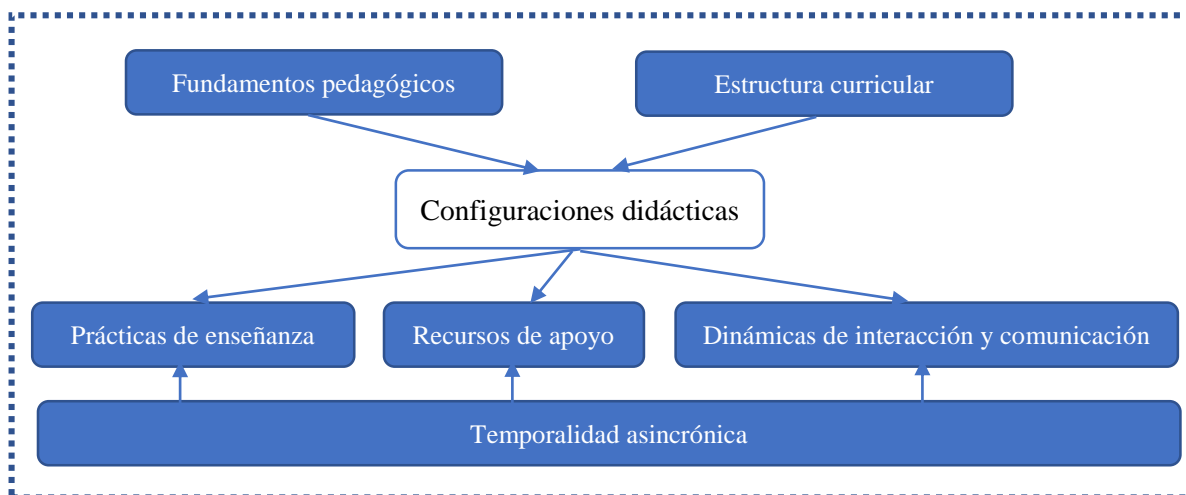 Fundamentos pedagógicos
Estructura curricular
Configuraciones didácticas
Prácticas de enseñanza
Recursos de apoyo
Dinámicas de interacción y comunicación
Temporalidad asincrónica